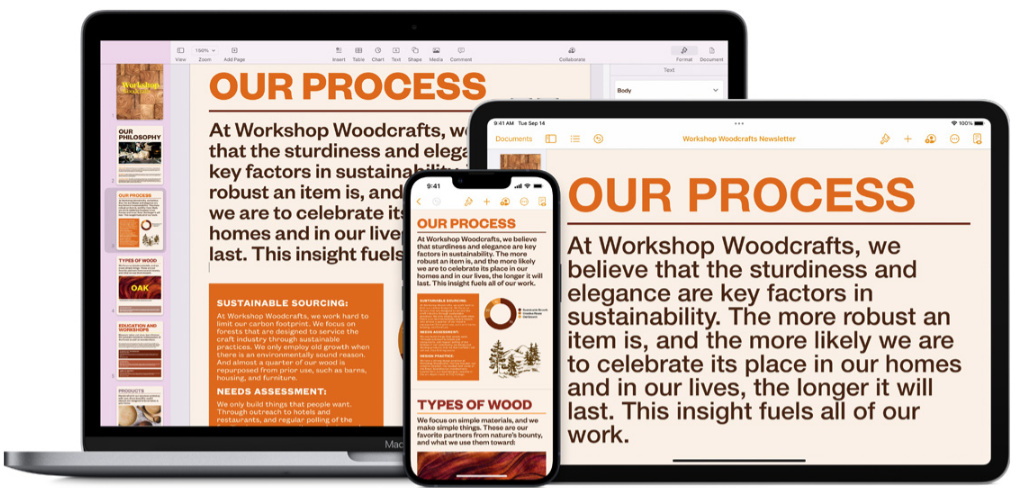 View
150%
Zoom
Add Page
Insert
Table
Chart
Text
Shape
Media
Comment
Collaborate
Format
Document
Text
Body
Workshop
OUR
PHILOSOPHY
OUR PROCESS
TYPES OF WOOD
OAK
EDUCATION AND
WORKSHOPS
PRODUCTS
OUR PROCESS
At Workshop Woodcrafts, we
that the sturdiness and elega
key factors in sustainability.
robust an item is, and
we are to celebrate its
homes and in our live
last. This insight fuels
SUSTAINABLE SOURCING:
At Workshop Woodcrafts, we work hard to
limit our carbon footprint. We focus on
forests that are designed to service the
craft industry through sustainable
practices. We only employ old growth when
there is an environmentally sound reason.
And almost a quarter of our wood is
repurposed from prior use, such as barns,
housing, and furniture.
NEEDS ASSESSMENT:
We only build things that people want.
Through outreach to hotels and
restaurants, and regular polling of the
Mac
9:41
OUR PROCESS
At Workshop Woodcrafts, we believe
that sturdiness and elegance are key
factors in sustainability. The more
robust an item is, and the more likely
we are to celebrate its place in our
homes and in our lives, the longer it will
last. This insight fuels all of our work.
SUSTAINABLE SOURCING:
NEEDS ASSESSMENT:
TYPES OF WOOD
We focus on simple materials, and we
make simple things. These are our
favorite partners from nature's bounty,
and what we use them toward:
9:41 AM Tue Sep 14
100%
Documents
Workshop Woodcrafts Newsletter
OUR PROCESS
At Workshop Woodcrafts, we
believe that the sturdiness and
elegance are key factors in
sustainability. The more robust an
item is, and the more likely we are
to celebrate its place in our homes
and in our lives, the longer it will
last. This insight fuels all of our
work.